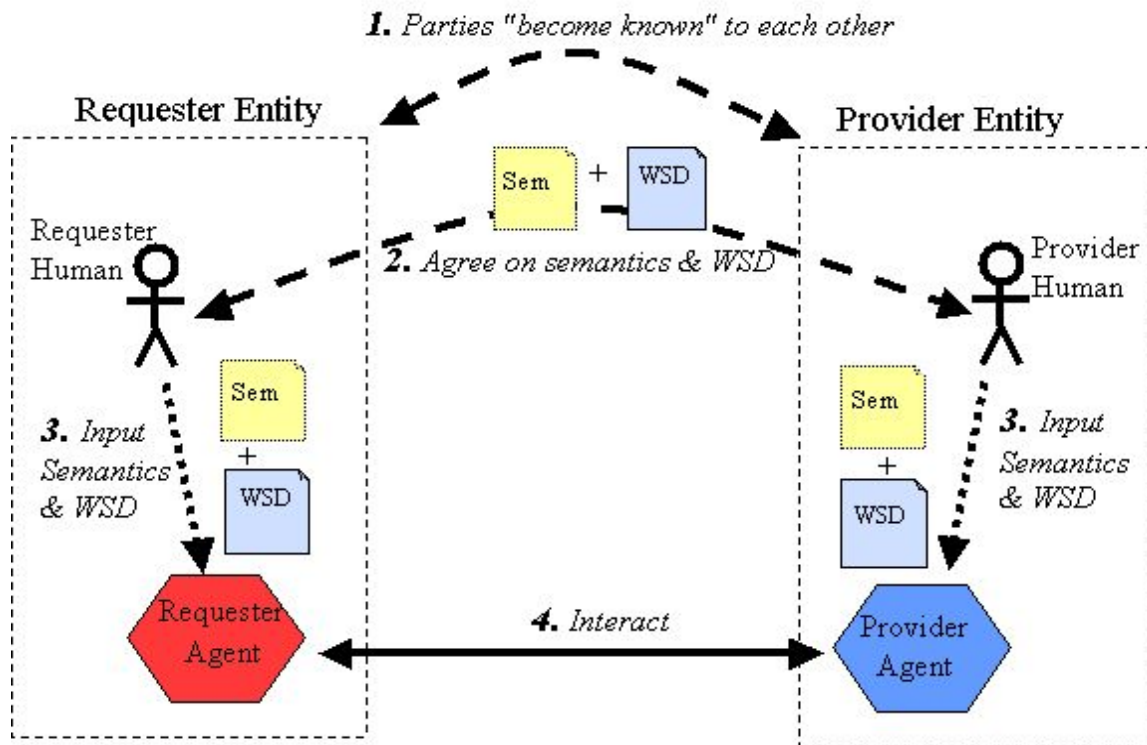 1. Parties "become known" to each other
Requester Entity
Provider Entity
Sem
+
WSD
Requester
Human
Provider
Human
2. Agree on semantics & WSD
Sem
+
WSD
3. Input
Semantics
& WSD
Sem
+
WSD
3. Input
Semantics
& WSD
Requester
Agent
4. Interact
Provider
Agent